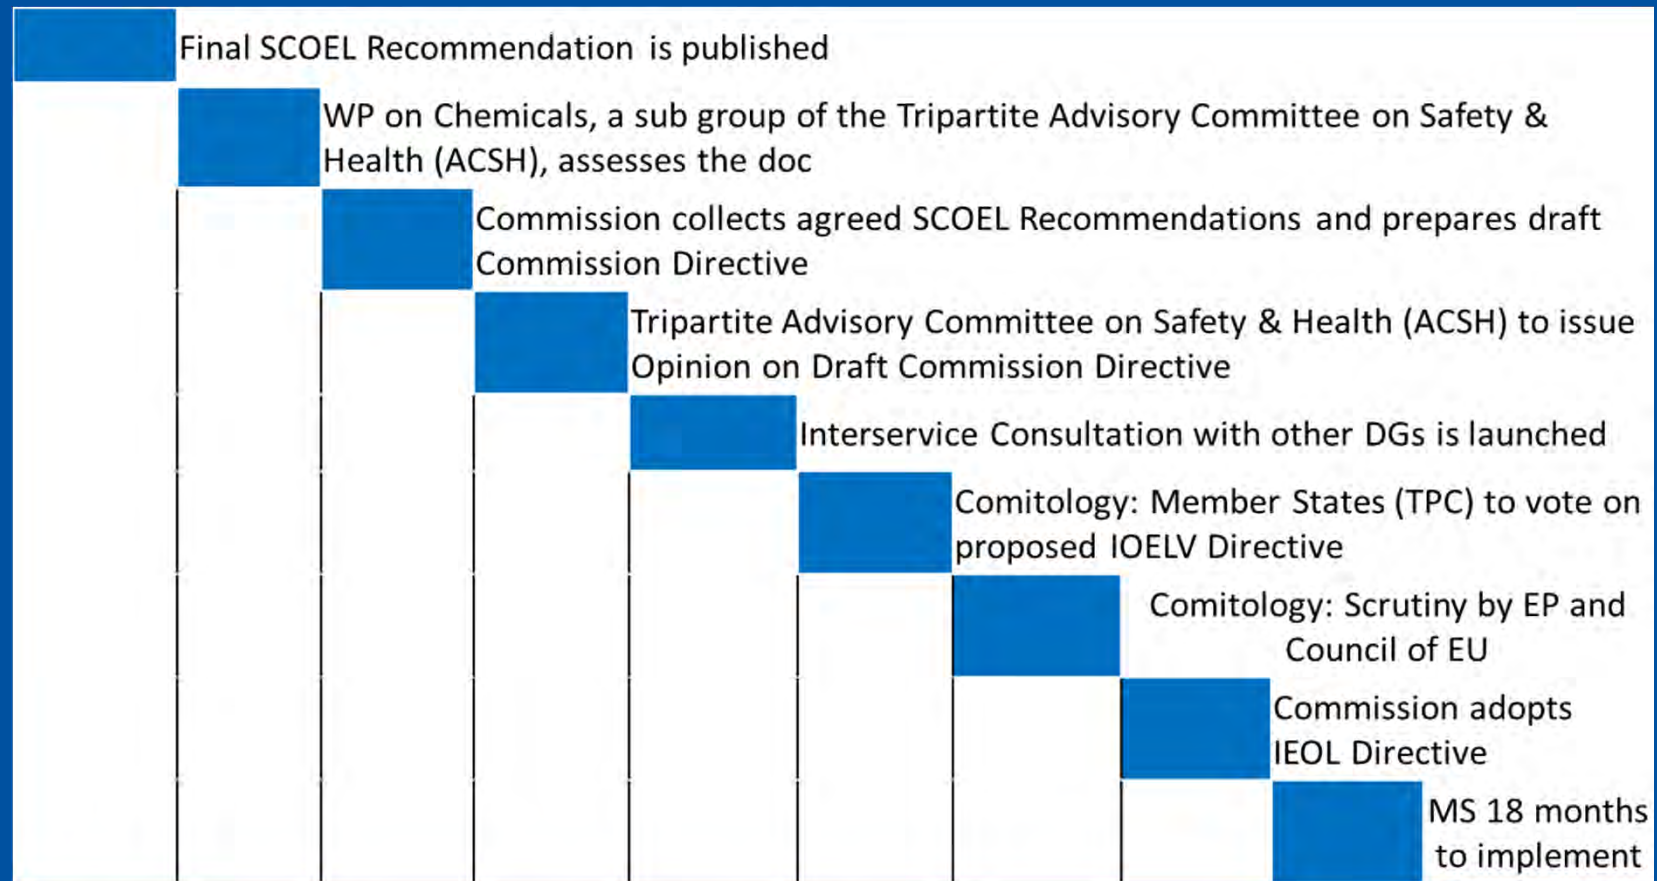 Final SCOEL Recommendation is published
WP on Chemicals, a sub group of the Tripartite Advisory Committee on Safety &
Health (ACSH), assesses the doc
Commission collects agreed SCOEL Recommendations and prepares draft
Commission Directive
Tripartite Advisory Committee on Safety & Health (ACSH) to issue
Opinion on Draft Commission Directive
Interservice Consultation with other DGs is launched
Comitology: Member States (TPC) to vote on
proposed IOELV Directive
Comitology: Scrutiny by EP and
Council of EU
Commission adopts
IEOL Directive
MS 18 months
to implement